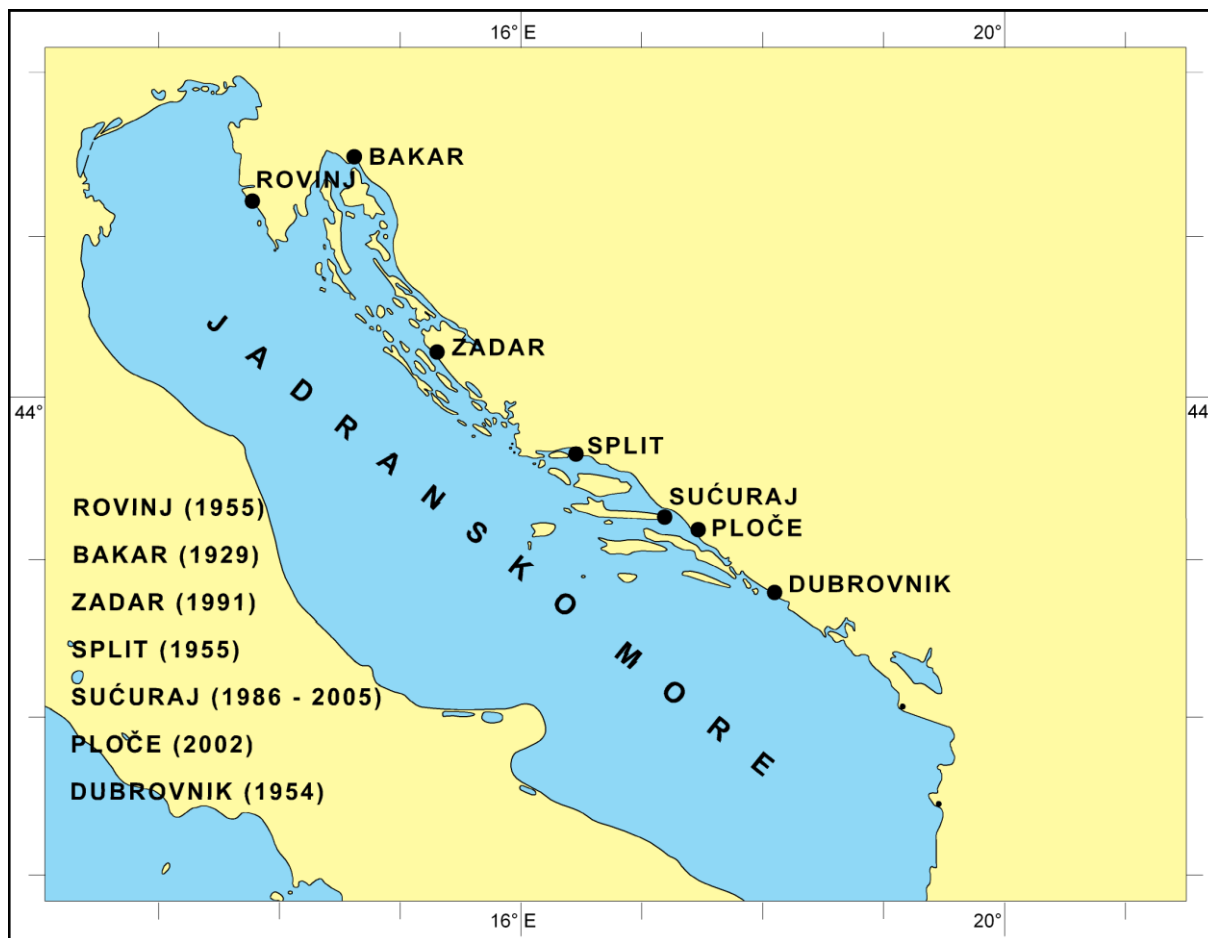 16° E
20°
BAKAR
ROVINJ
ZADAR
44°
44
SPLIT
SUĆURAJ
PLOČE
DUBROVNIK
JADRANSKO MORE
ROVINJ (1955)
BAKAR (1929)
ZADAR (1991)
SPLIT (1955)
SUĆURAJ (1986 - 2005)
PLOČE (2002)
DUBROVNIK (1954)
16° E
20°